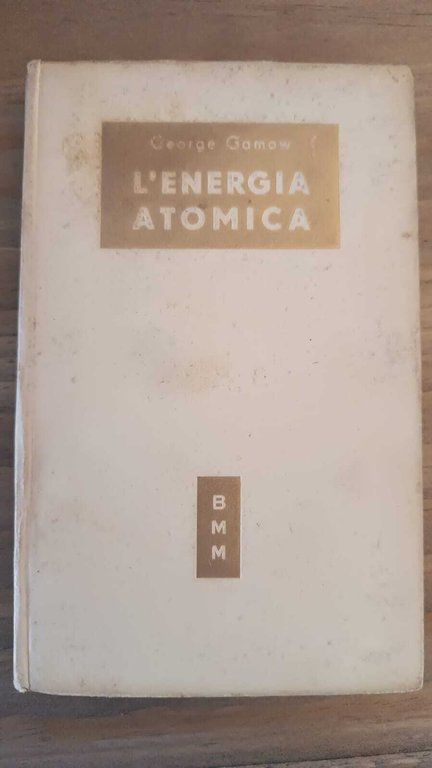 George Gamow
L'ENERGIA
ATOMICA
B
M
M